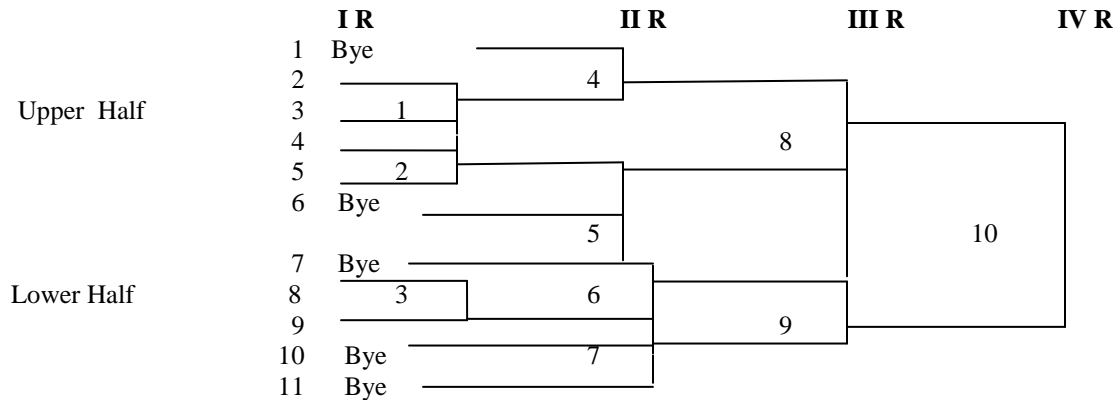 I R II R III R IV R
1 Bye
2 4
Upper Half 3 1
4 8
5 2
6 Bye
5 10
7 Bye
Lower Half 8 3 6
9 9
10 Bye 7
11 Bye